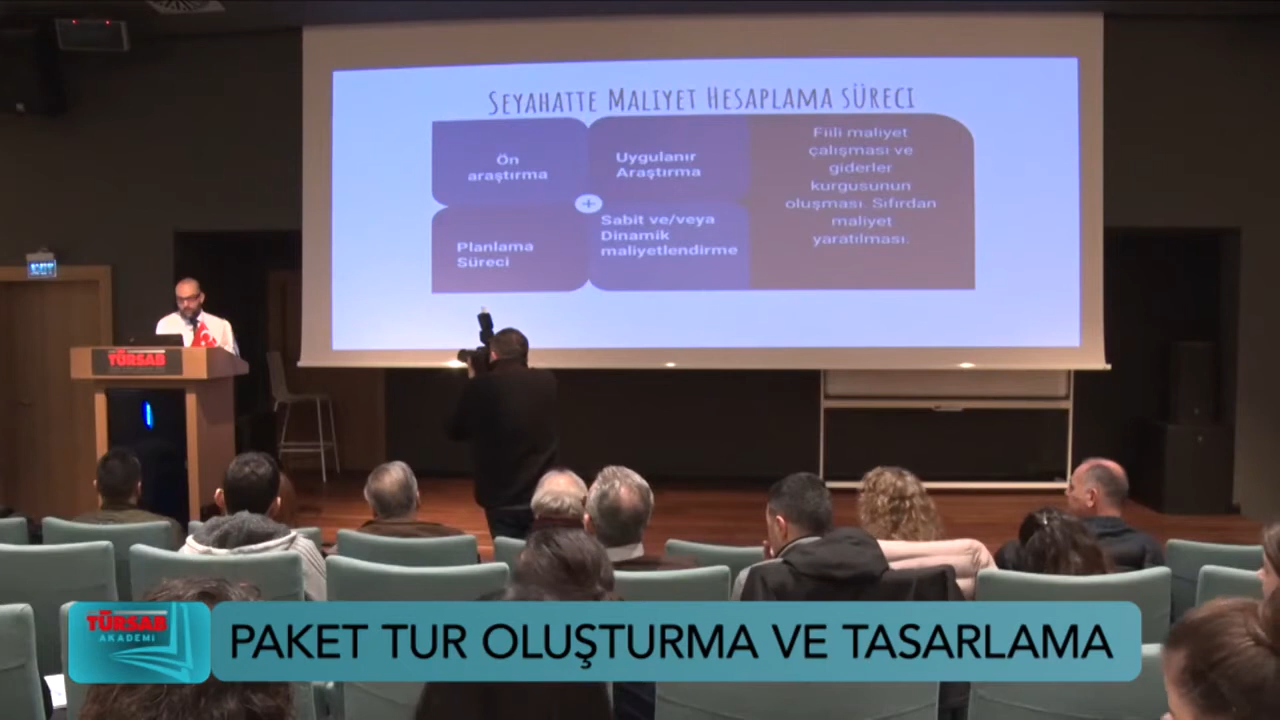 SEYAHATTE MALIYET HESAPLAMA SÜRECI
Ön
araştırma
Uygulanır
Araştırma
Planlama
Süreci
Sabit ve/veya
Dinamik
maliyetlendirme
Fiili maliyet
çalışması ve
giderler
kurgusunun
oluşması. Sıfırdan
maliyet
yaratılması.
TÜRSAB
TÜRSAB
AKADEMİ
PAKET TUR OLUŞTURMA VE TASARLAMA